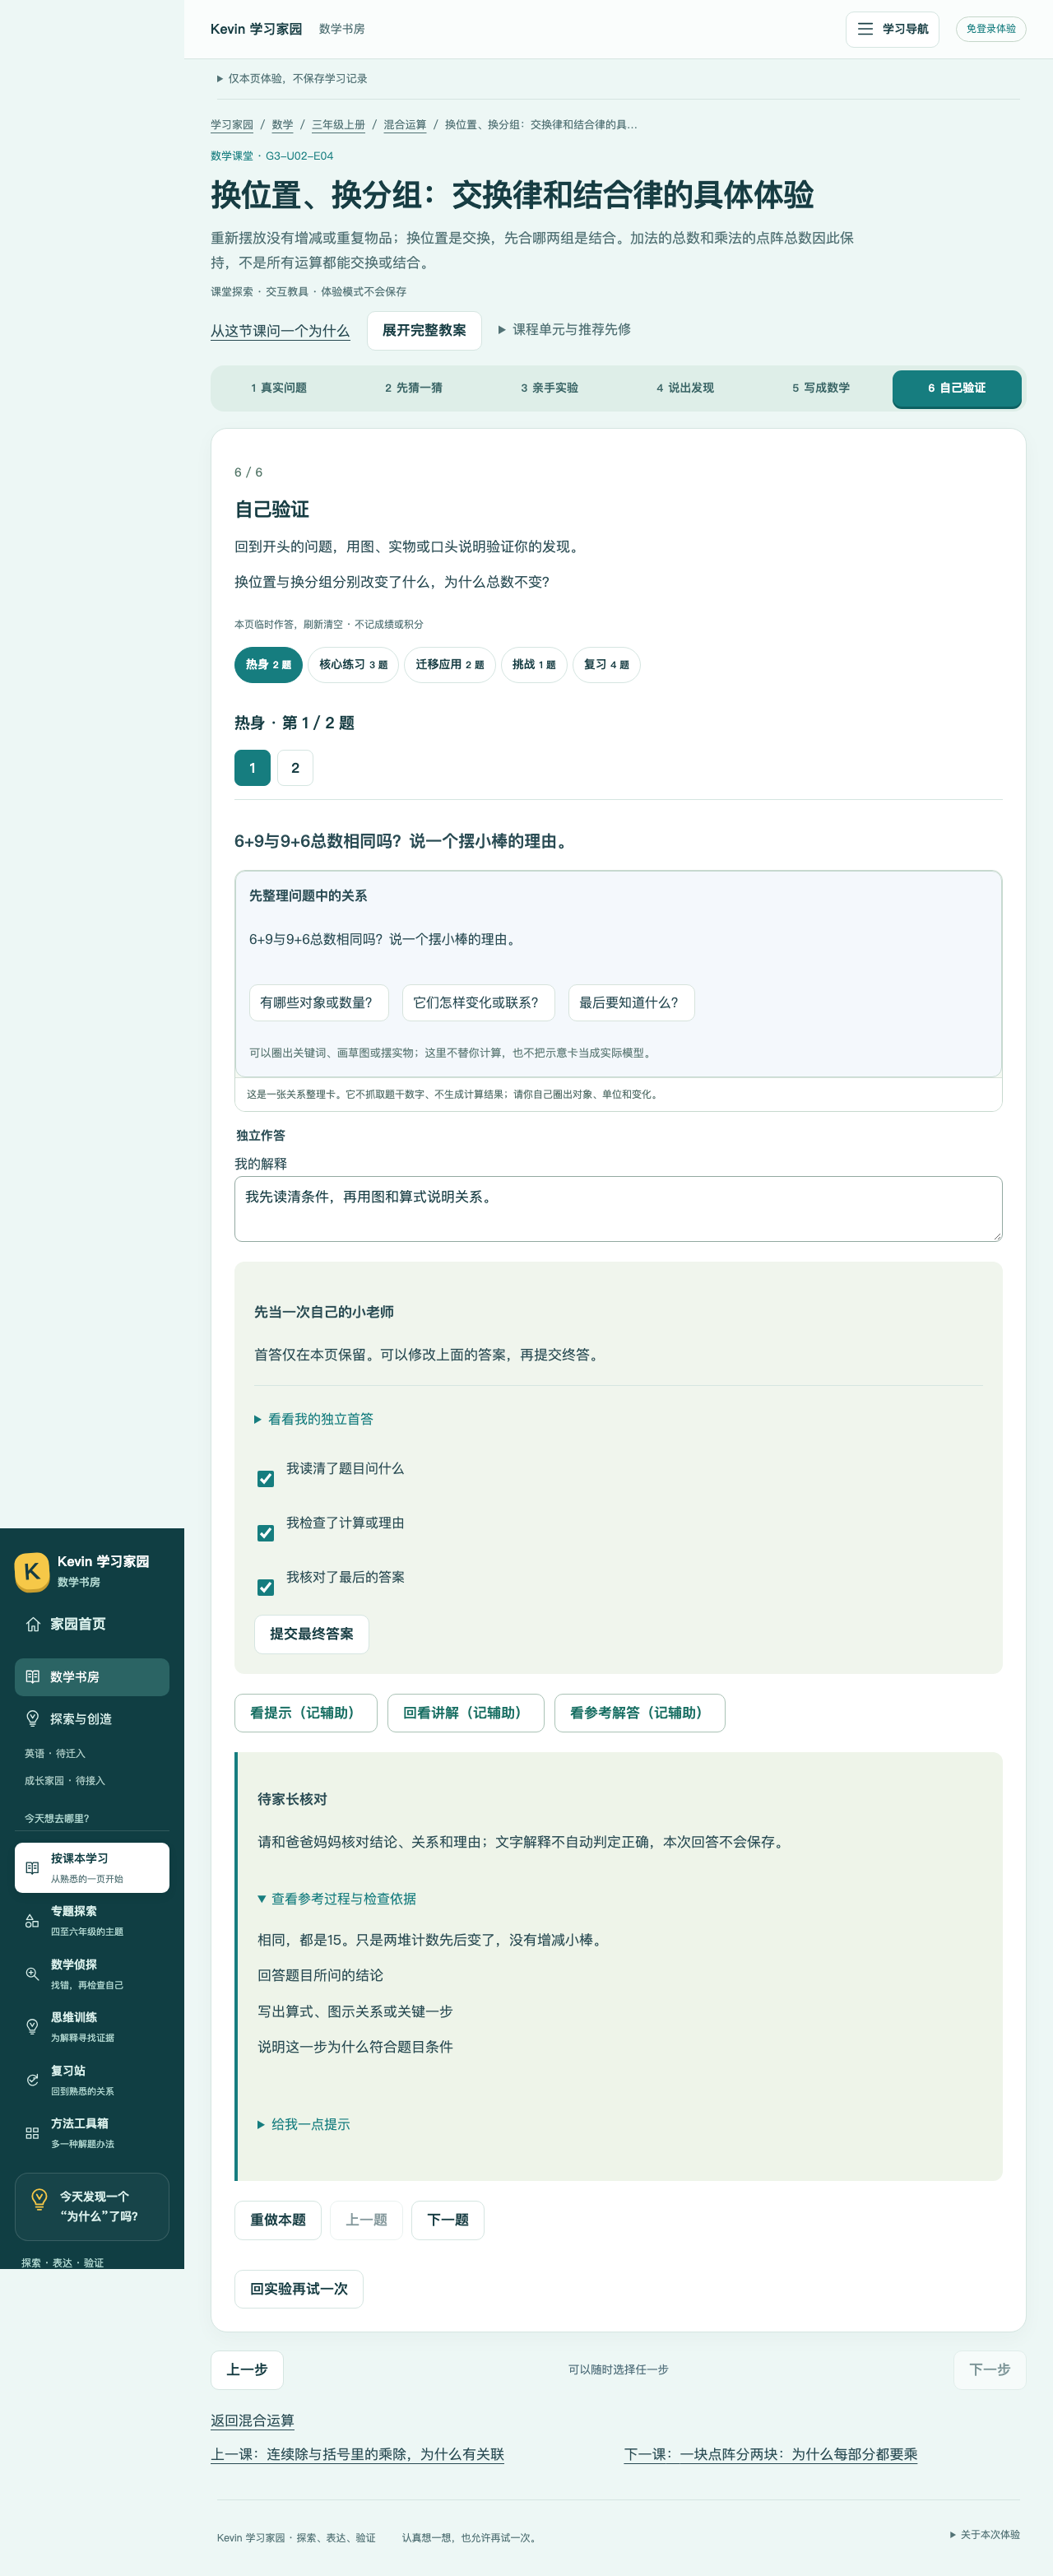 Kevin 学习家园 数学书房 学习导航 免登录体验
▶ 仅本页体验，不保存学习记录
学习家园 / 数学 / 三年级上册 / 混合运算 / 换位置、换分组：交换律和结合律的具…
数学课堂 · G3-U02-E04
换位置、换分组：交换律和结合律的具体体验
重新摆放没有增减或重复物品；换位置是交换，先合哪两组是结合。加法的总数和乘法的点阵总数因此保
持，不是所有运算都能交换或结合。
课堂探索 · 交互教具 · 体验模式不会保存
从这节课问一个为什么 展开完整教案 ▶ 课程单元与推荐先修
1 真实问题 2 先猜一猜 3 亲手实验 4 说出发现 5 写成数学 6 自己验证
6 / 6
自己验证
回到开头的问题，用图、实物或口头说明验证你的发现。
换位置与换分组分别改变了什么，为什么总数不变？
本页临时作答，刷新清空 · 不记成绩或积分
热身 2 题 核心练习 3 题 迁移应用 2 题 挑战 1 题 复习 4 题
热身 · 第 1 / 2 题
1 2
6+9与9+6总数相同吗？说一个摆小棒的理由。
先整理问题中的关系
6+9与9+6总数相同吗？说一个摆小棒的理由。
有哪些对象或数量？ 它们怎样变化或联系？ 最后要知道什么？
可以圈出关键词、画草图或摆实物；这里不替你计算，也不把示意卡当成实际模型。
这是一张关系整理卡。它不抓取题干数字、不生成计算结果；请你自己圈出对象、单位和变化。
独立作答
我的解释
我先读清条件，再用图和算式说明关系。
先当一次自己的小老师
首答仅在本页保留。可以修改上面的答案，再提交终答。
▶ 看看我的独立首答
我读清了题目问什么
我检查了计算或理由
我核对了最后的答案
提交最终答案
看提示（记辅助） 回看讲解（记辅助） 看参考解答（记辅助）
待家长核对
请和爸爸妈妈核对结论、关系和理由；文字解释不自动判定正确，本次回答不会保存。
▼ 查看参考过程与检查依据
相同，都是15。只是两堆计数先后变了，没有增减小棒。
回答题目所问的结论
写出算式、图示关系或关键一步
说明这一步为什么符合题目条件
▶ 给我一点提示
重做本题 上一题 下一题
回实验再试一次
上一步 可以随时选择任一步 下一步
返回混合运算
上一课：连续除与括号里的乘除，为什么有关联 下一课：一块点阵分两块：为什么每部分都要乘
Kevin 学习家园 · 探索、表达、验证 认真想一想，也允许再试一次。 ▶ 关于本次体验
K Kevin 学习家园
数学书房
家园首页
数学书房
探索与创造
英语 · 待迁入
成长家园 · 待接入
今天想去哪里？
按课本学习
从熟悉的一页开始
专题探索
四至六年级的主题
数学侦探
找错，再检查自己
思维训练
为解释寻找证据
复习站
回到熟悉的关系
方法工具箱
多一种解题办法
今天发现一个
“为什么”了吗？
探索 · 表达 · 验证